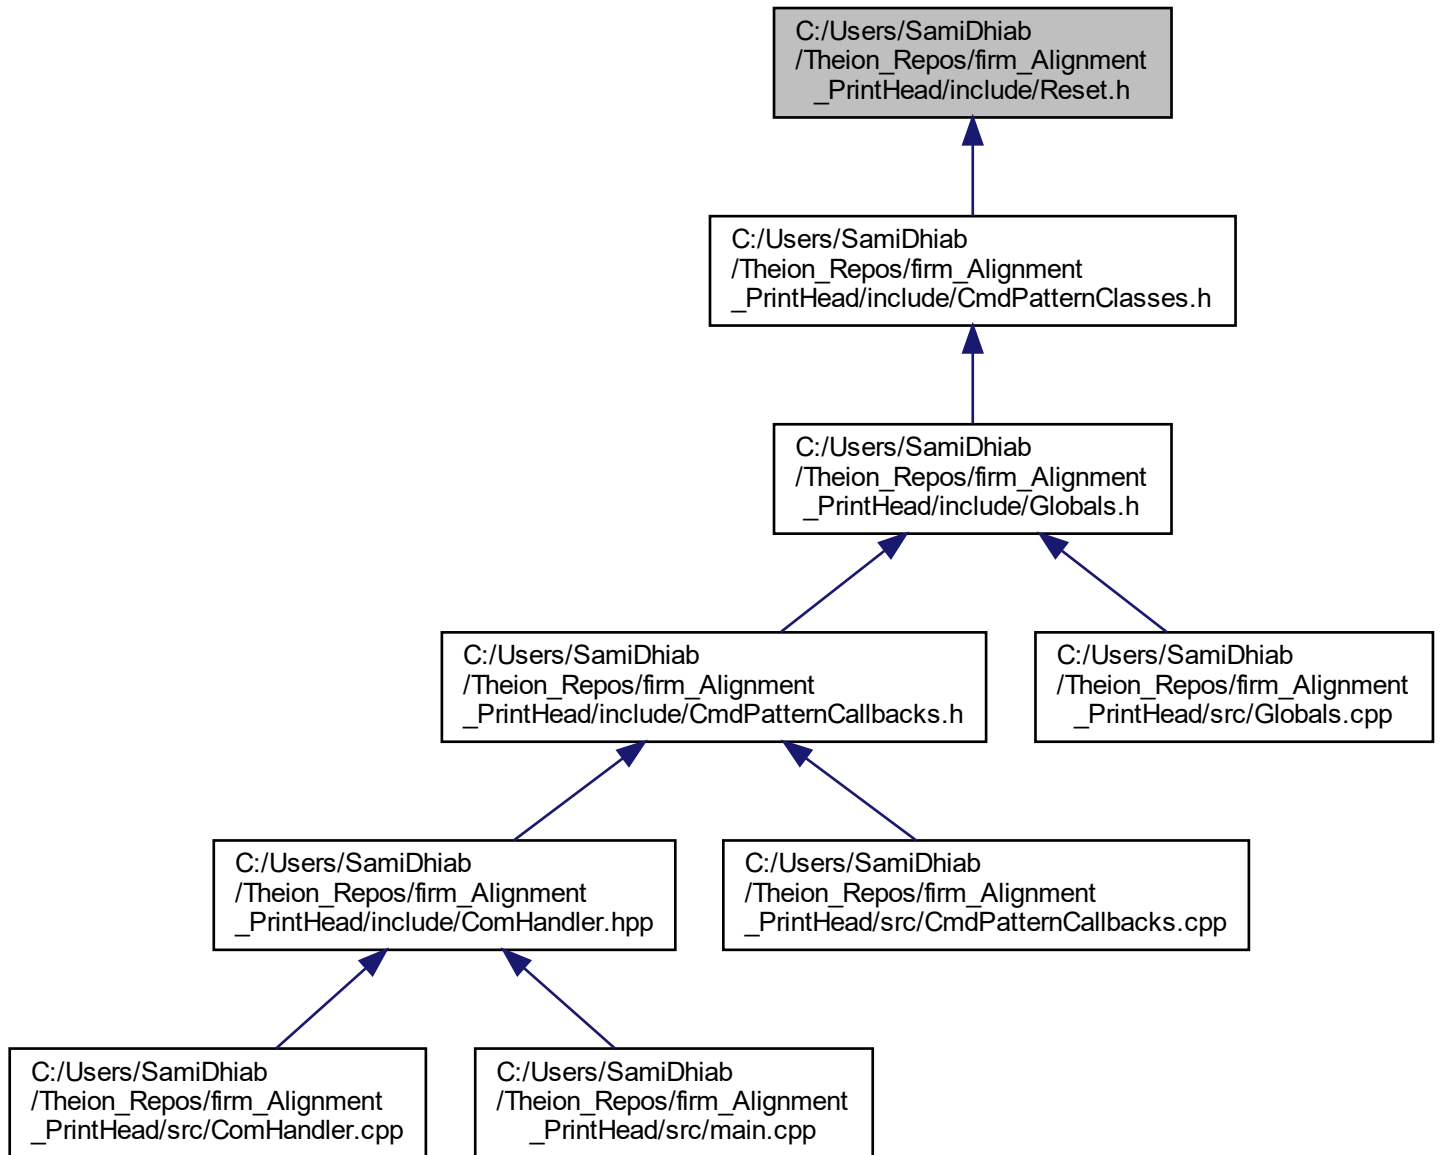 C:/Users/SamiDhiab
/Theion_Repos/firm_Alignment
_PrintHead/include/Reset.h
C:/Users/SamiDhiab
/Theion_Repos/firm_Alignment
_PrintHead/include/CmdPatternClasses.h
C:/Users/SamiDhiab
/Theion_Repos/firm_Alignment
_PrintHead/include/Globals.h
C:/Users/SamiDhiab
/Theion_Repos/firm_Alignment
_PrintHead/include/CmdPatternCallbacks.h
C:/Users/SamiDhiab
/Theion_Repos/firm_Alignment
_PrintHead/src/Globals.cpp
C:/Users/SamiDhiab
/Theion_Repos/firm_Alignment
_PrintHead/include/ComHandler.hpp
C:/Users/SamiDhiab
/Theion_Repos/firm_Alignment
_PrintHead/src/CmdPatternCallbacks.cpp
C:/Users/SamiDhiab
/Theion_Repos/firm_Alignment
_PrintHead/src/ComHandler.cpp
C:/Users/SamiDhiab
/Theion_Repos/firm_Alignment
_PrintHead/src/main.cpp